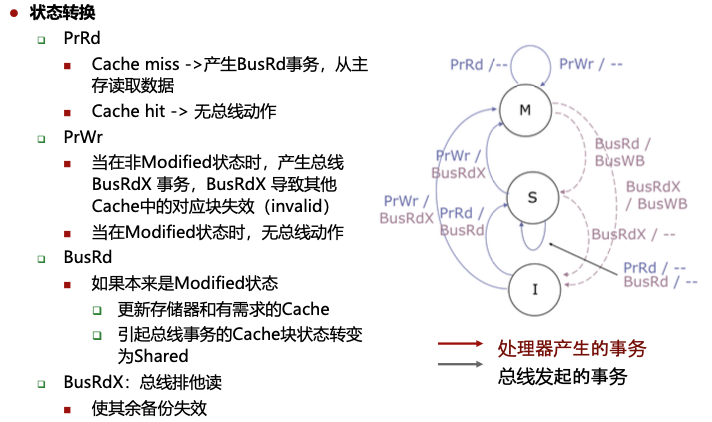 状态转换
PrRd
Cache miss ->产生BusRd事务，从主
存读取数据
Cache hit -> 无总线动作
PrWr
当在非Modified状态时，产生总线
BusRdX 事务，BusRdX 导致其他
Cache中的对应块失效（invalid）
当在Modified状态时，无总线动作
BusRd
如果本来是Modified状态
更新存储器和有需求的Cache
引起总线事务的Cache块状态转变
为Shared
BusRdX：总线排他读
使其余备份失效
PrRd /--
PrWr / --
M
BusRd /
BusWB
PrWr /
BusRdX
BusRdX
/ BusWB
S
PrWr /
BusRdX
PrRd /
BusRd
BusRdX / --
I
PrRd / --
BusRd / --
处理器产生的事务
总线发起的事务